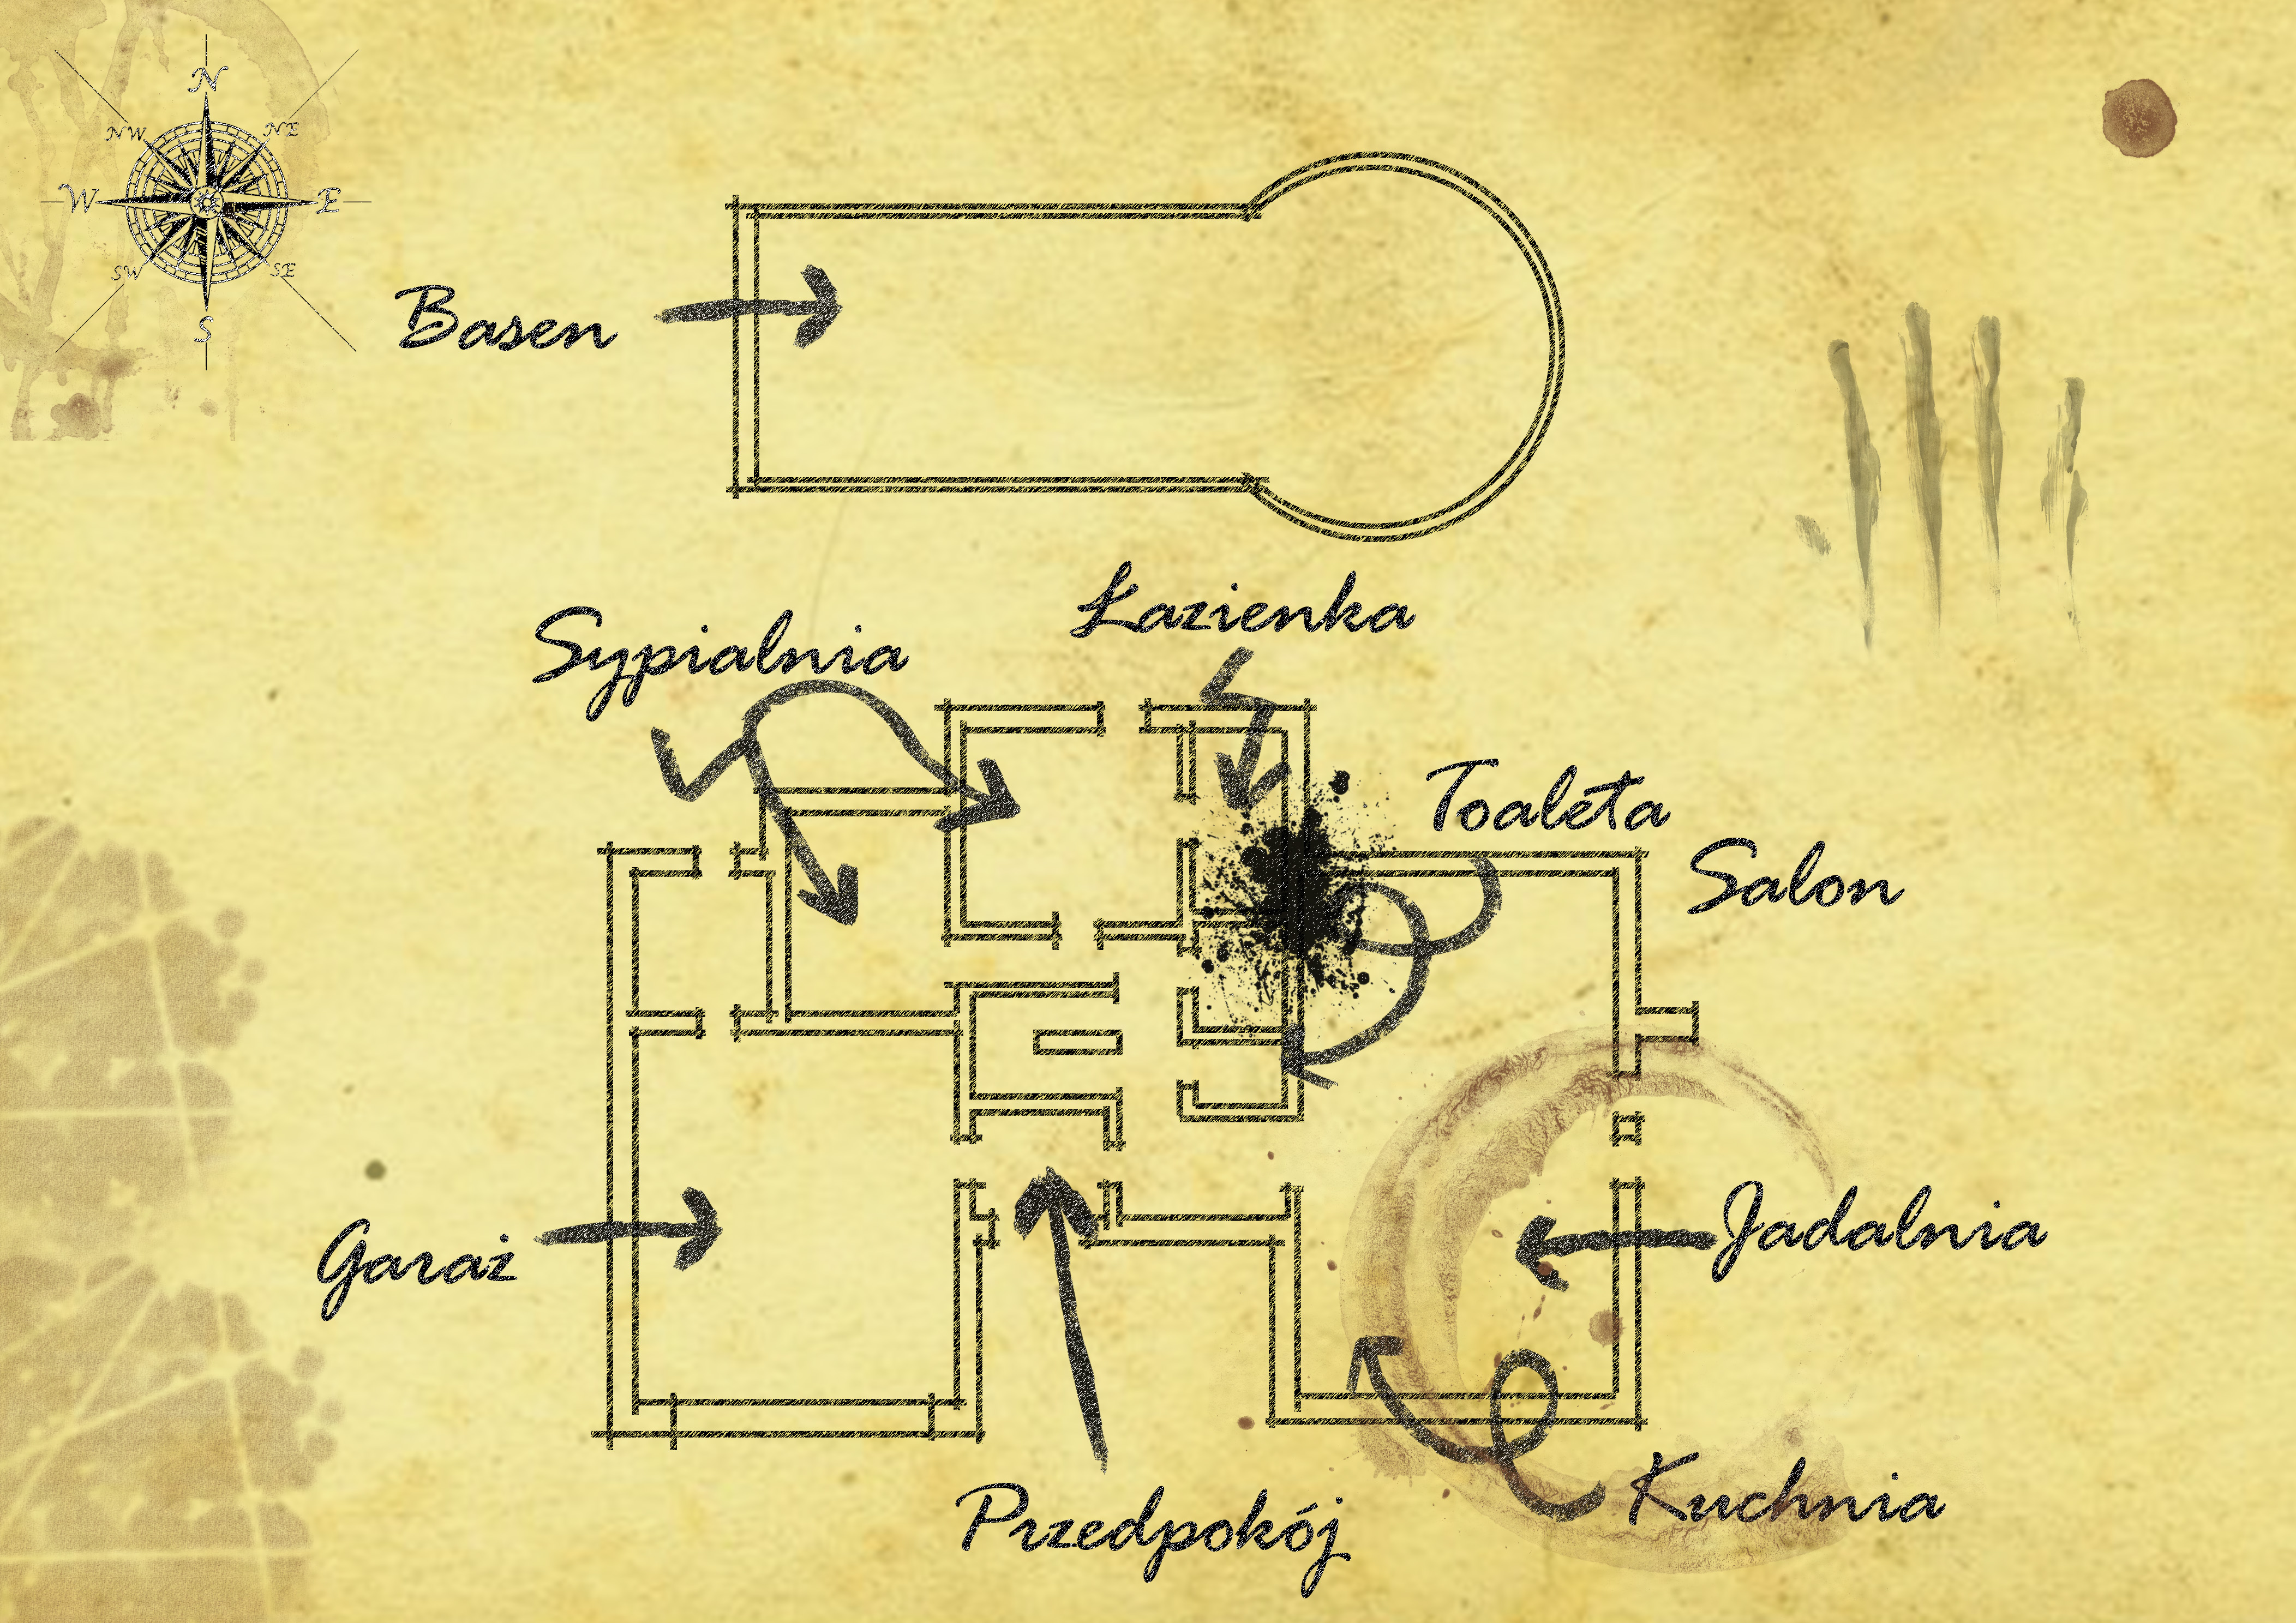 N
NW NE
W E
SW SE
S
Basen
Łazienka
Sypialnia
Toaleta
Salon
Garaż
Jadalnia
Kuchnia
Przedpokój